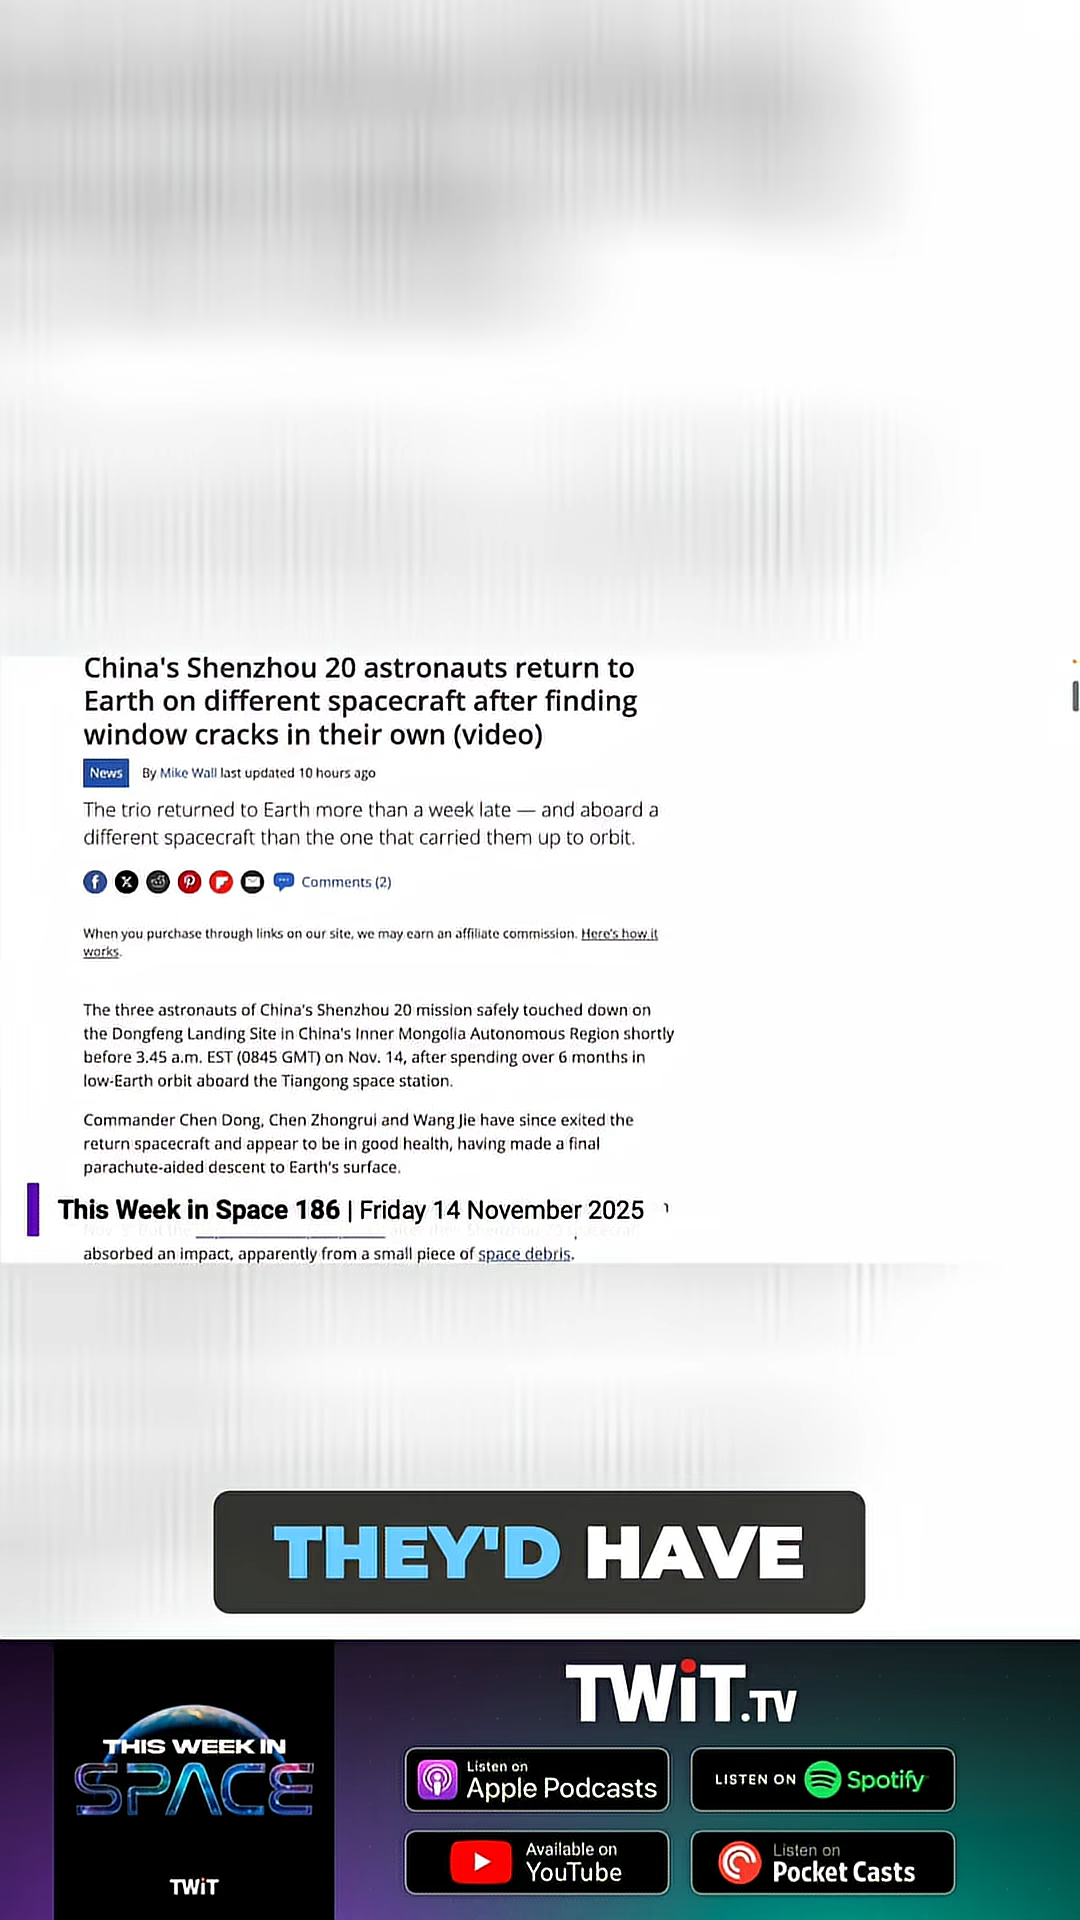 China's Shenzhou 20 astronauts return to
Earth on different spacecraft after finding
window cracks in their own (video)
News By Mike Wall last updated 10 hours ago
The trio returned to Earth more than a week late — and aboard a
different spacecraft than the one that carried them up to orbit.
Comments (2)
When you purchase through links on our site, we may earn an affiliate commission. Here's how it
works.
The three astronauts of China's Shenzhou 20 mission safely touched down on
the Dongfeng Landing Site in China's Inner Mongolia Autonomous Region shortly
before 3.45 a.m. EST (0845 GMT) on Nov. 14, after spending over 6 months in
low-Earth orbit aboard the Tiangong space station.
Commander Chen Dong, Chen Zhongrui and Wang Jie have since exited the
return spacecraft and appear to be in good health, having made a final
parachute-aided descent to Earth's surface.
This Week in Space 186 | Friday 14 November 2025
absorbed an impact, apparently from a small piece of space debris.
THEY'D HAVE
THIS WEEK IN
SPACE
TWiT
TWiT.TV
Listen on
Apple Podcasts
LISTEN ON Spotify
Available on
YouTube
Listen on
Pocket Casts